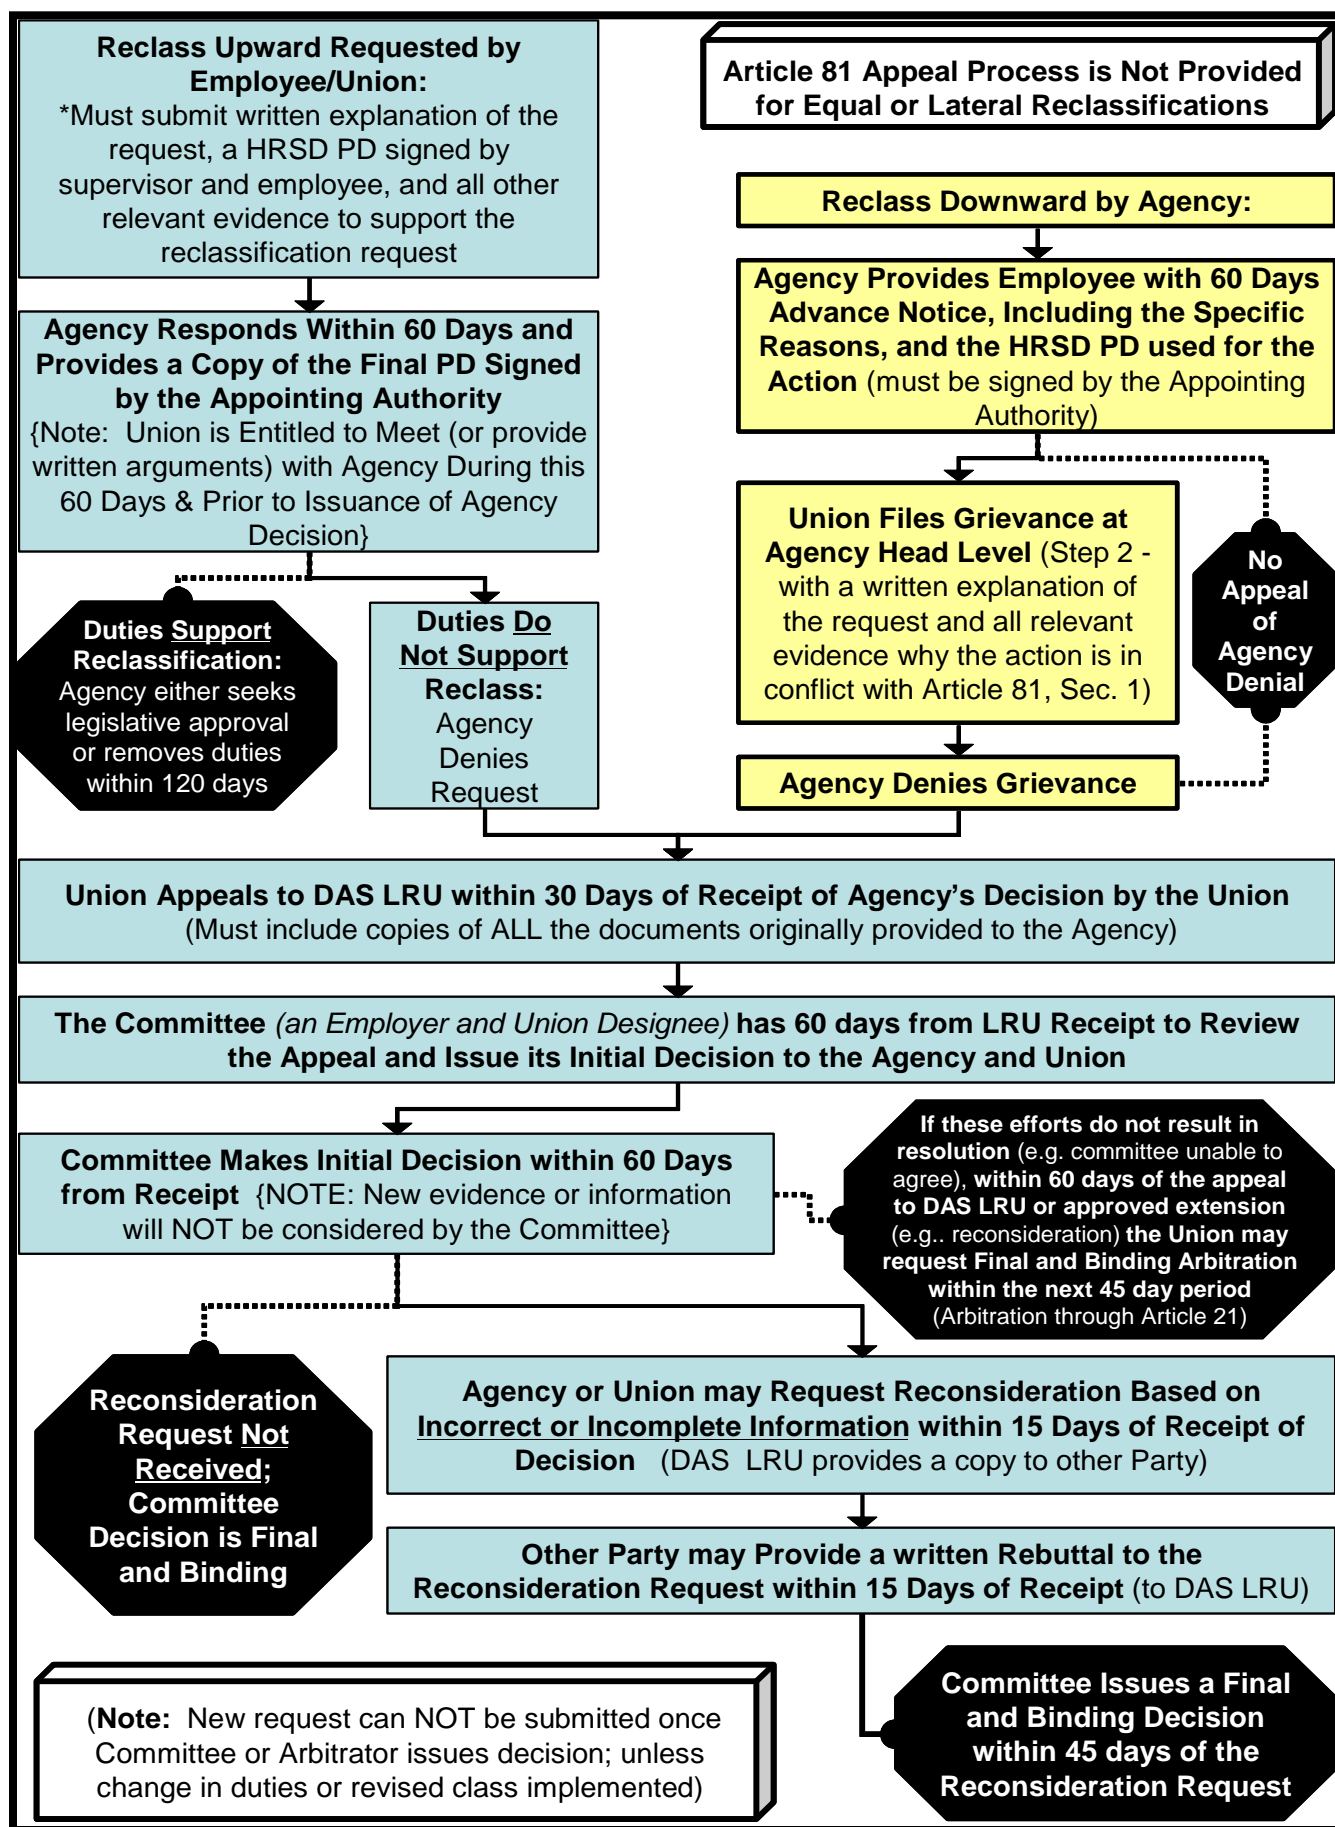 Reclass Upward Requested by
Employee/Union:
*Must submit written explanation of the
request, a HRSD PD signed by
supervisor and employee, and all other
relevant evidence to support the
reclassification request
Article 81 Appeal Process is Not Provided
for Equal or Lateral Reclassifications
Reclass Downward by Agency:
Agency Provides Employee with 60 Days
Advance Notice, Including the Specific
Reasons, and the HRSD PD used for the
Action (must be signed by the Appointing
Authority)
Agency Responds Within 60 Days and
Provides a Copy of the Final PD Signed
by the Appointing Authority
{Note:  Union is Entitled to Meet (or provide
written arguments) with Agency During this
60 Days & Prior to Issuance of Agency
Decision}
Union Files Grievance at
Agency Head Level (Step 2 -
with a written explanation of
the request and all relevant
evidence why the action is in
conflict with Article 81, Sec. 1)
No
Appeal
of
Agency
Denial
Duties Support
Reclassification:
Agency either seeks
legislative approval
or removes duties
within 120 days
Duties Do
Not Support
Reclass:
Agency
Denies
Request
Agency Denies Grievance
Union Appeals to DAS LRU within 30 Days of Receipt of Agency's Decision by the Union
(Must include copies of ALL the documents originally provided to the Agency)
The Committee (an Employer and Union Designee) has 60 days from LRU Receipt to Review
the Appeal and Issue its Initial Decision to the Agency and Union
Committee Makes Initial Decision within 60 Days
from Receipt  {NOTE: New evidence or information
will NOT be considered by the Committee}
If these efforts do not result in
resolution (e.g. committee unable to
agree), within 60 days of the appeal
to DAS LRU or approved extension
(e.g.. reconsideration) the Union may
request Final and Binding Arbitration
within the next 45 day period
(Arbitration through Article 21)
Reconsideration
Request Not
Received;
Committee
Decision is Final
and Binding
Agency or Union may Request Reconsideration Based on
Incorrect or Incomplete Information within 15 Days of Receipt of
Decision   (DAS  LRU provides a copy to other Party)
Other Party may Provide a written Rebuttal to the
Reconsideration Request within 15 Days of Receipt (to DAS LRU)
Committee Issues a Final
and Binding Decision
within 45 days of the
Reconsideration Request
(Note:  New request can NOT be submitted once
Committee or Arbitrator issues decision; unless
change in duties or revised class implemented)